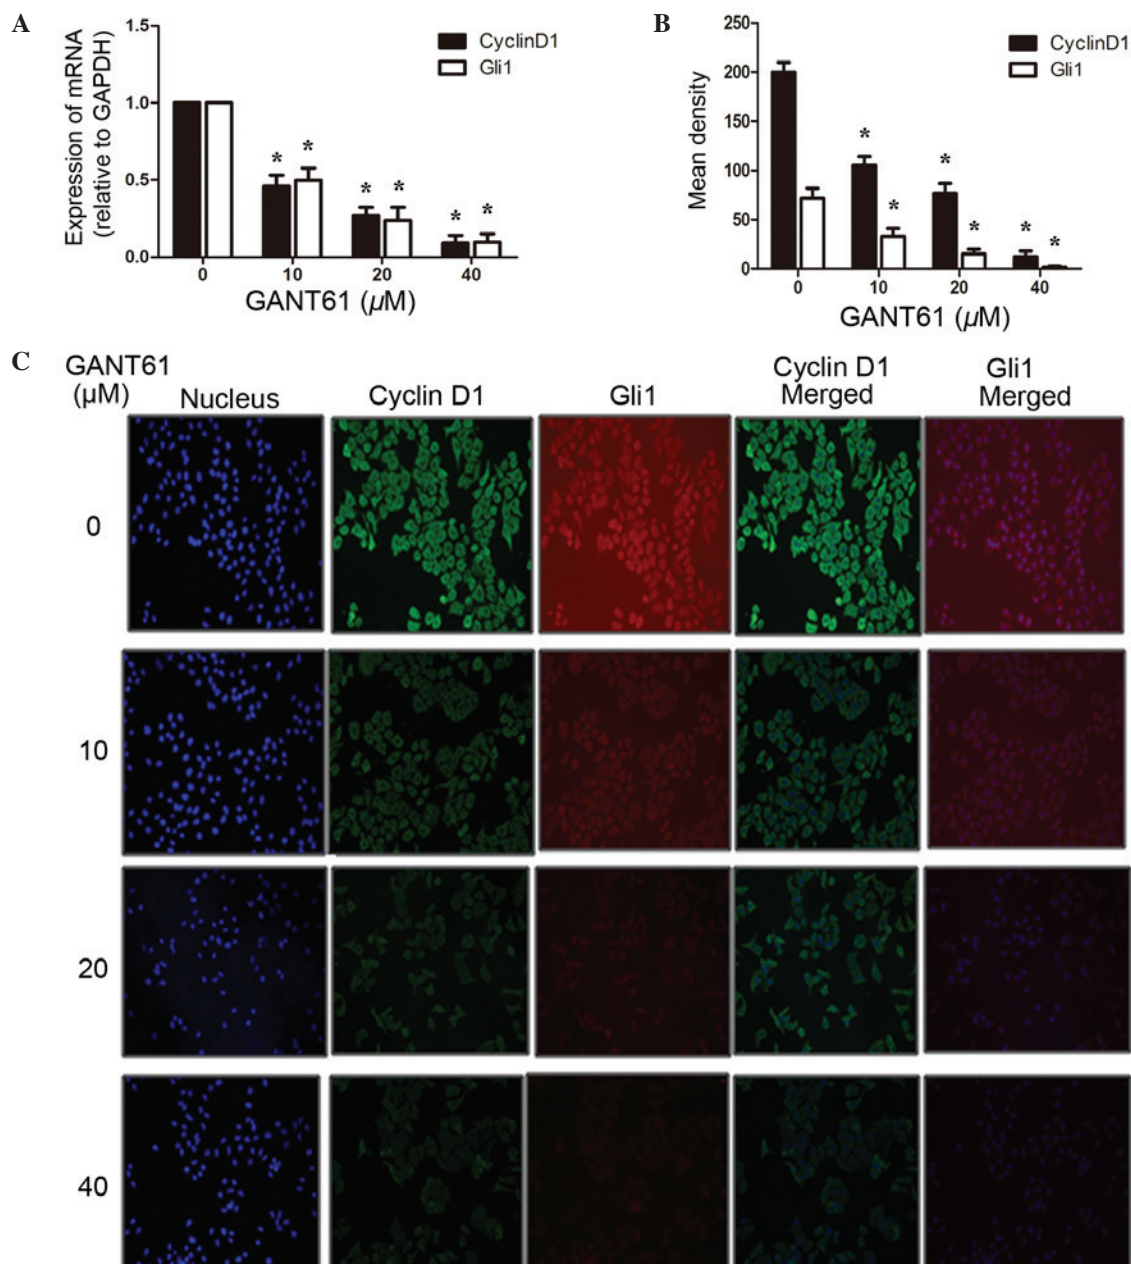 A
Expression of mRNA
(relative to GAPDH)
1.5
1.0
0.5
0.0
CyclinD1
Gli1
* * * * * *
0 10 20 40
GANT61 (µM)
B
Mean density
250
200
150
100
50
0
CyclinD1
Gli1
* * * * * *
0 10 20 40
GANT61 (µM)
C
GANT61
(µM)
Nucleus
Cyclin D1
Gli1
Cyclin D1
Merged
Gli1
Merged
0
10
20
40